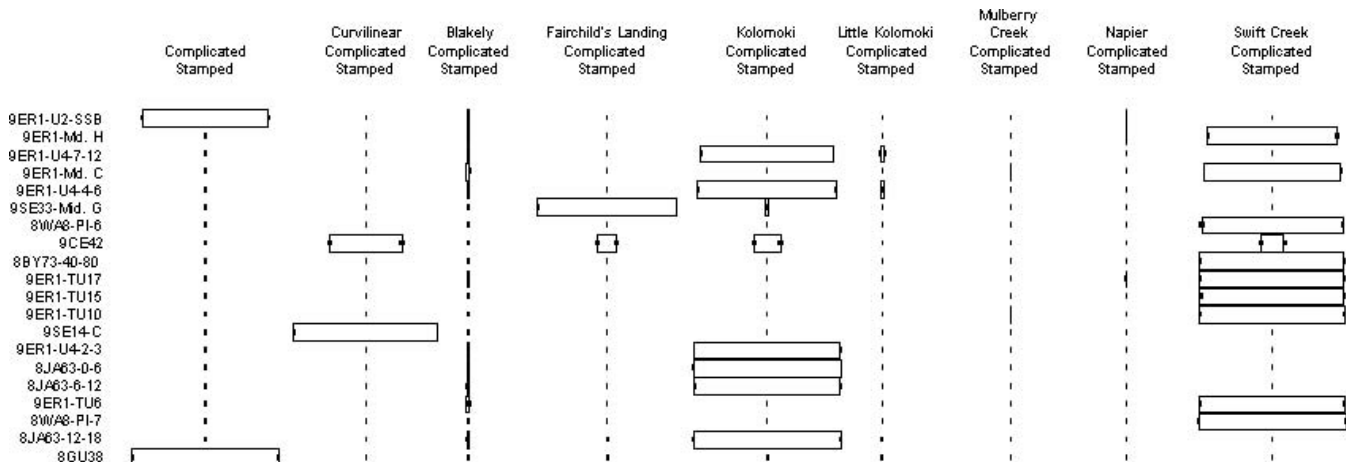 Complicated
Stamped
Curvilinear
Complicated
Stamped
Blakely
Complicated
Stamped
Fairchild's Landing
Complicated
Stamped
Kolomoki
Complicated
Stamped
Little Kolomoki
Complicated
Stamped
Mulberry
Creek
Complicated
Stamped
Napier
Complicated
Stamped
Swift Creek
Complicated
Stamped
9ER1-U2-SSB
9ER1-Md. H
9ER1-U4-7-12
9ER1-Md. C
9ER1-U4-4-6
9SE33-Mid. G
8WA8-PI-6
9CE42
8BY73-40-80
9ER1-TU17
9ER1-TU15
9ER1-TU10
9SE14-C
9ER1-U4-2-3
8JA63-0-6
8JA63-6-12
9ER1-TU6
8WA8-PI-7
8JA63-12-18
8GU38